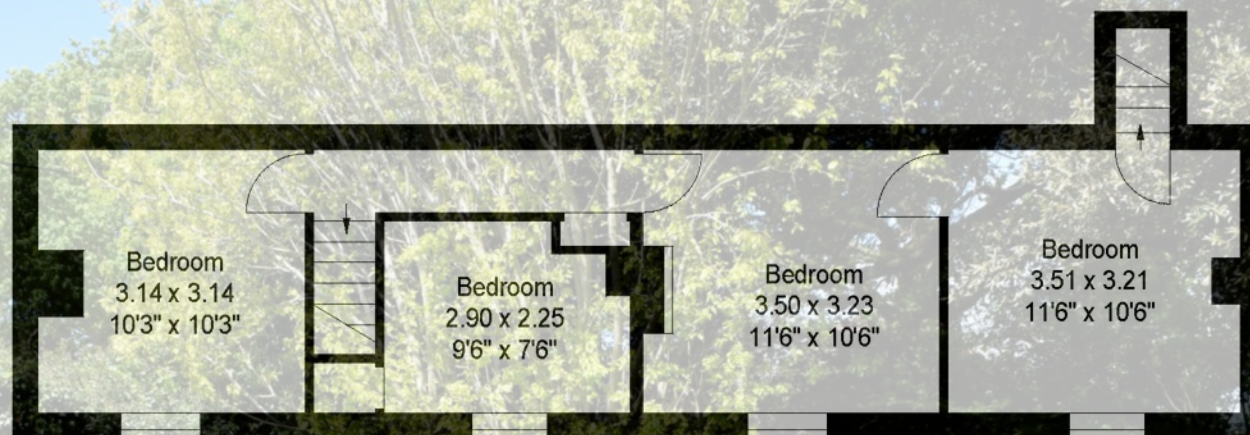 Bedroom
3.14 x 3.14
10'3" x 10'3"
Bedroom
2.90 x 2.25
9'6" x 7'6"
Bedroom
3.50 x 3.23
11'6" x 10'6"
Bedroom
3.51 x 3.21
11'6" x 10'6"